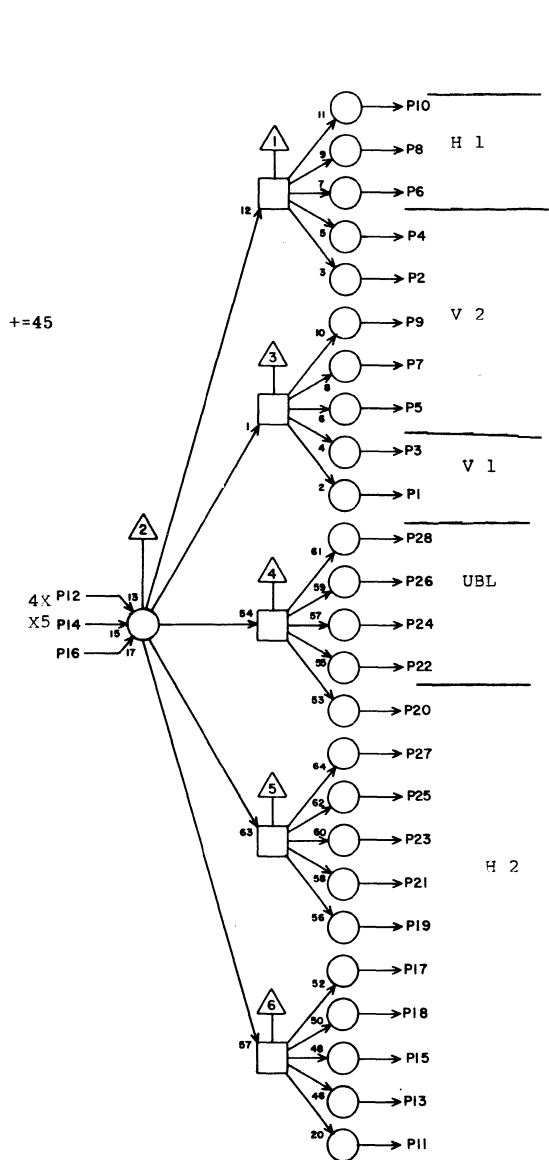 11 P10
1 9 P8 H 1
7 P6
12 5 P4
3 P2
+=45
10 P9 V 2
3 8 P7
6 P5
1 4 P3
V 1
2 P1
2
61 P28
4 59 P26 UBL
4X P12 13
54 57 P24
X5 P14 15
55 P22
P16 17
53 P20
64 P27
5 62 P25
63 60 P23
H 2
58 P21
56 P19
52 P17
6 50 P18
57 48 P15
46 P13
20 P11